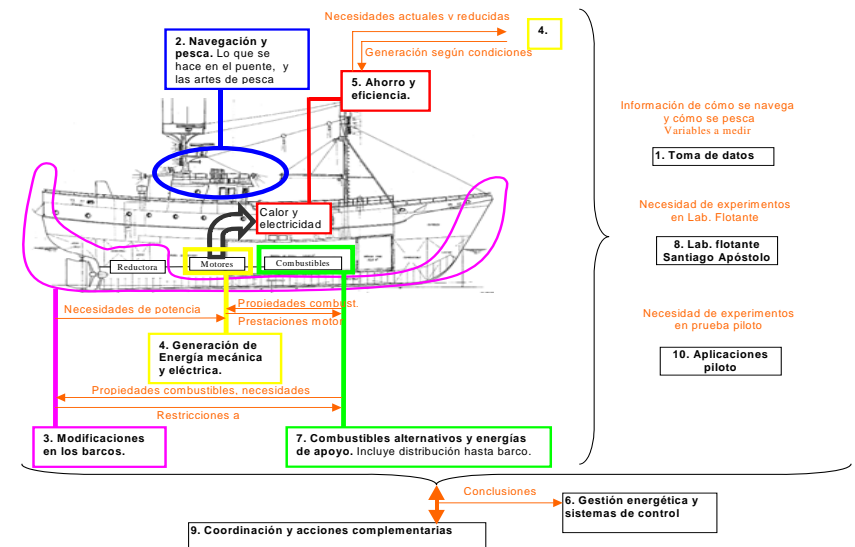 Necesidades actuales y reducidas
4.
Generación según condiciones
2. Navegación y
pesca. Lo que se
hace en el puente, y
las artes de pesca
5. Ahorro y
eficiencia.
Información de cómo se navega
y cómo se pesca
Variables a medir
1. Toma de datos
Necesidad de experimentos
en Lab. Flotante
8. Lab. flotante
Santiago Apóstolo
Necesidad de experimentos
en prueba piloto
10. Aplicaciones
piloto
Calor y
electricidad
Reductora
Motores
Combustibles
Necesidades de potencia
Propiedades combust.
Prestaciones motor
4. Generación de
Energía mecánica
y eléctrica.
Propiedades combustibles, necesidades
Restricciones a
3. Modificaciones
en los barcos.
7. Combustibles alternativos y energías
de apoyo. Incluye distribución hasta barco.
Conclusiones
6. Gestión energética y
sistemas de control
9. Coordinación y acciones complementarias